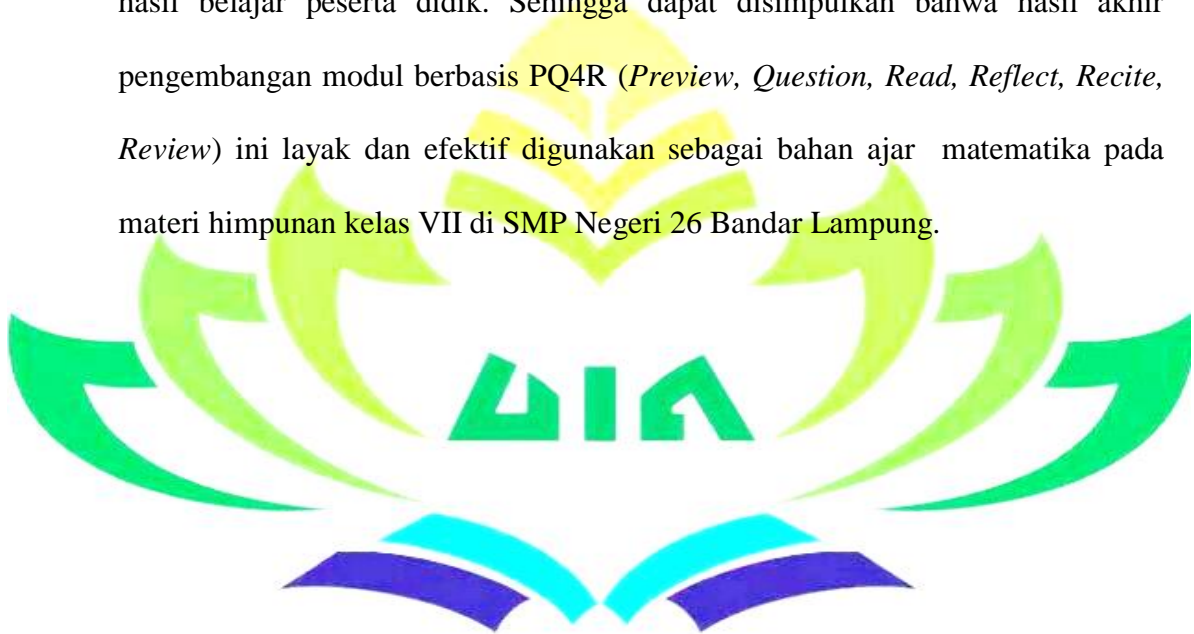 hasil belajar peserta didik. Sehingga dapat disimpulkan bahwa hasil akhir
pengembangan modul berbasis PQ4R (Preview, Question, Read, Reflect, Recite,
Review) ini layak dan efektif digunakan sebagai bahan ajar matematika pada
materi himpunan kelas VII di SMP Negeri 26 Bandar Lampung.
UIN